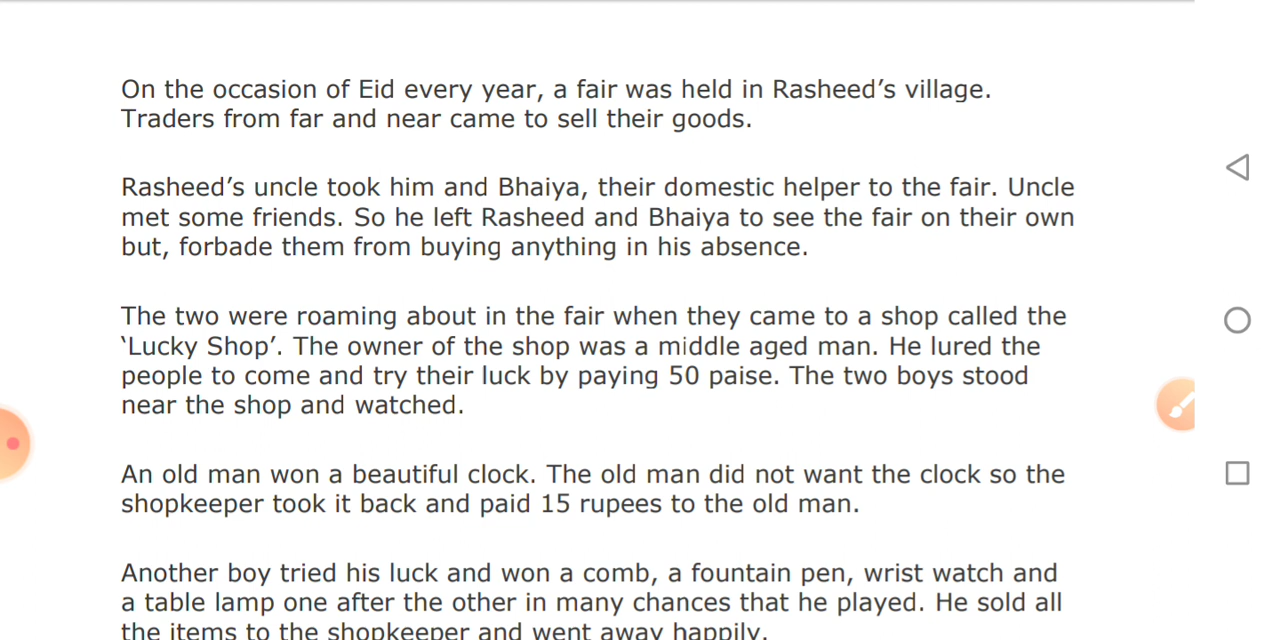 On the occasion of Eid every year, a fair was held in Rasheed’s village.
Traders from far and near came to sell their goods.
Rasheed’s uncle took him and Bhaiya, their domestic helper to the fair. Uncle
met some friends. So he left Rasheed and Bhaiya to see the fair on their own
but, forbade them from buying anything in his absence.
The two were roaming about in the fair when they came to a shop called the
‘Lucky Shop’. The owner of the shop was a middle aged man. He lured the
people to come and try their luck by paying 50 paise. The two boys stood
near the shop and watched.
An old man won a beautiful clock. The old man did not want the clock so the
shopkeeper took it back and paid 15 rupees to the old man.
Another boy tried his luck and won a comb, a fountain pen, wrist watch and
a table lamp one after the other in many chances that he played. He sold all
the items to the shopkeeper and went away happily.